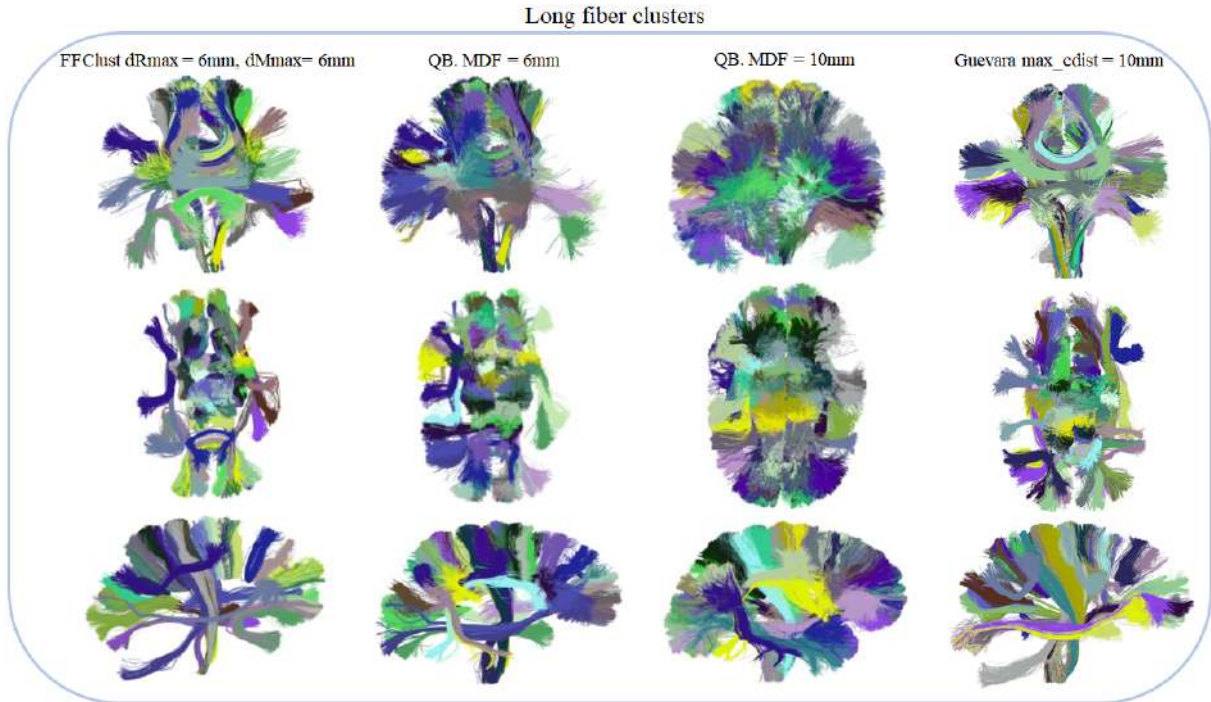 Long fiber clusters
FFClust dRmax = 6mm, dMmax= 6mm
QB. MDF = 6mm
QB. MDF = 10mm
Guevara max_cdist = 10mm